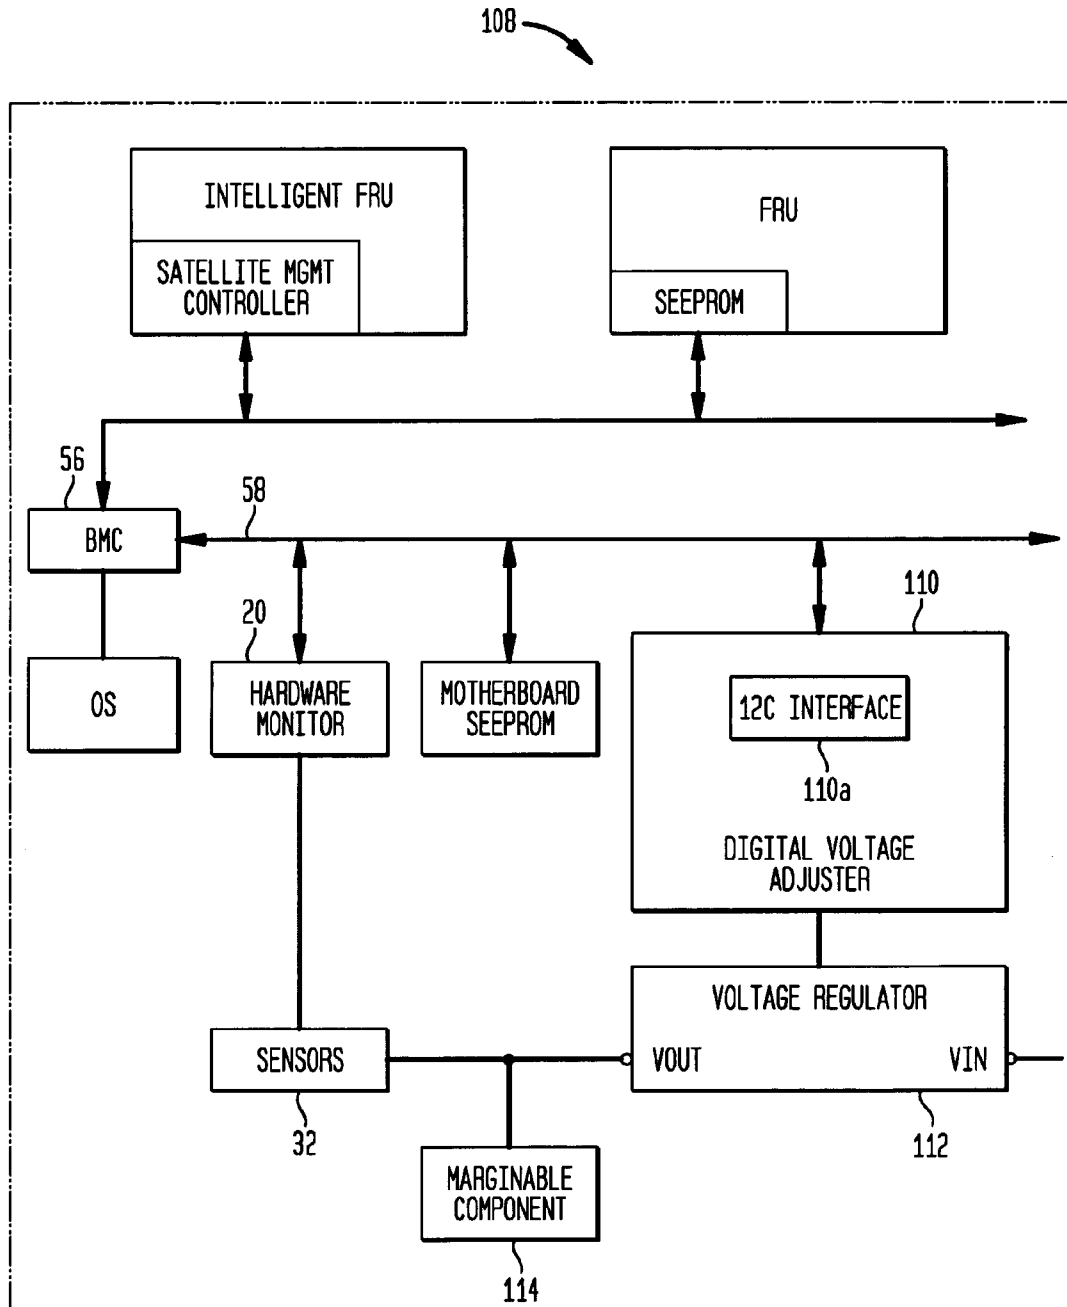 108
INTELLIGENT FRU
SATELLITE MGMT
CONTROLLER
FRU
SEEPROM
56
BMC
58
OS
20
HARDWARE
MONITOR
MOTHERBOARD
SEEPROM
110
12C INTERFACE
110a
DIGITAL VOLTAGE
ADJUSTER
VOLTAGE REGULATOR
VOUT
VIN
112
SENSORS
32
MARGINABLE
COMPONENT
114